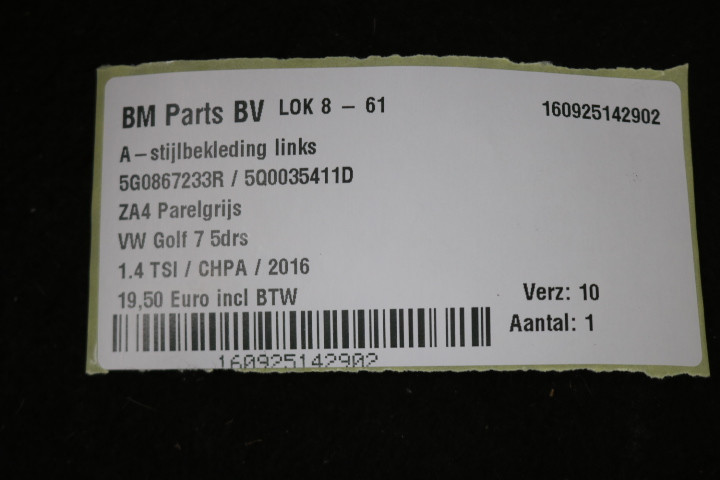 BM Parts BV LOK 8 - 61 160925142902
A-stijlbekleding links
5G0867233R / 5Q0035411D
ZA4 Parelgrijs
VW Golf 7 5drs
1.4 TSI / CHPA / 2016
19,50 Euro incl BTW Verz: 10
Aantal: 1
160925142902